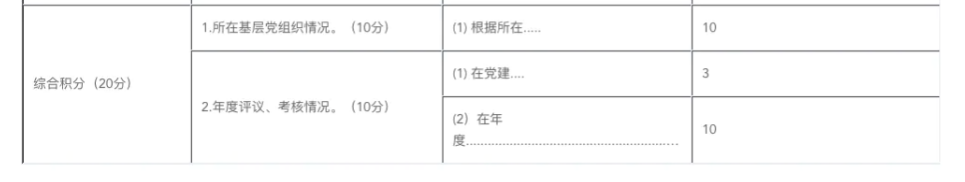 综合积分（20分）
1.所在基层党组织情况。（10分）
(1) 根据所在.....
10
2.年度评议、考核情况。（10分）
(1) 在党建....
3
(2）在年
度............................................................
10